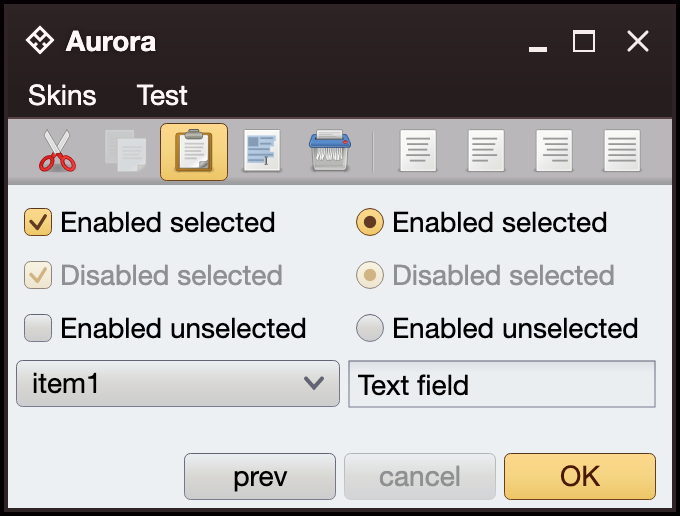 Aurora
Skins Test
Enabled selected Enabled selected
Disabled selected Disabled selected
Enabled unselected Enabled unselected
item1 Text field
prev cancel OK